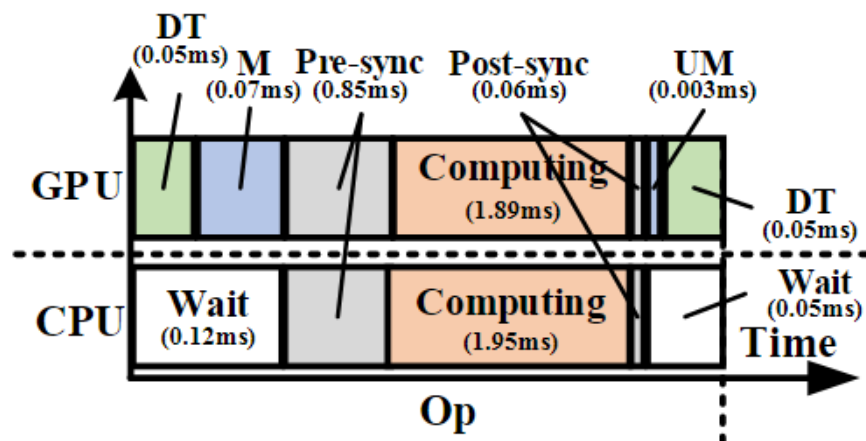 DT
(0.05ms)
M
(0.07ms)
Pre-sync
(0.85ms)
Post-sync
(0.06ms)
UM
(0.003ms)
GPU
Computing
(1.89ms)
DT
(0.05ms)
CPU
Wait
(0.12ms)
Computing
(1.95ms)
Wait
(0.05ms)
Time
Op